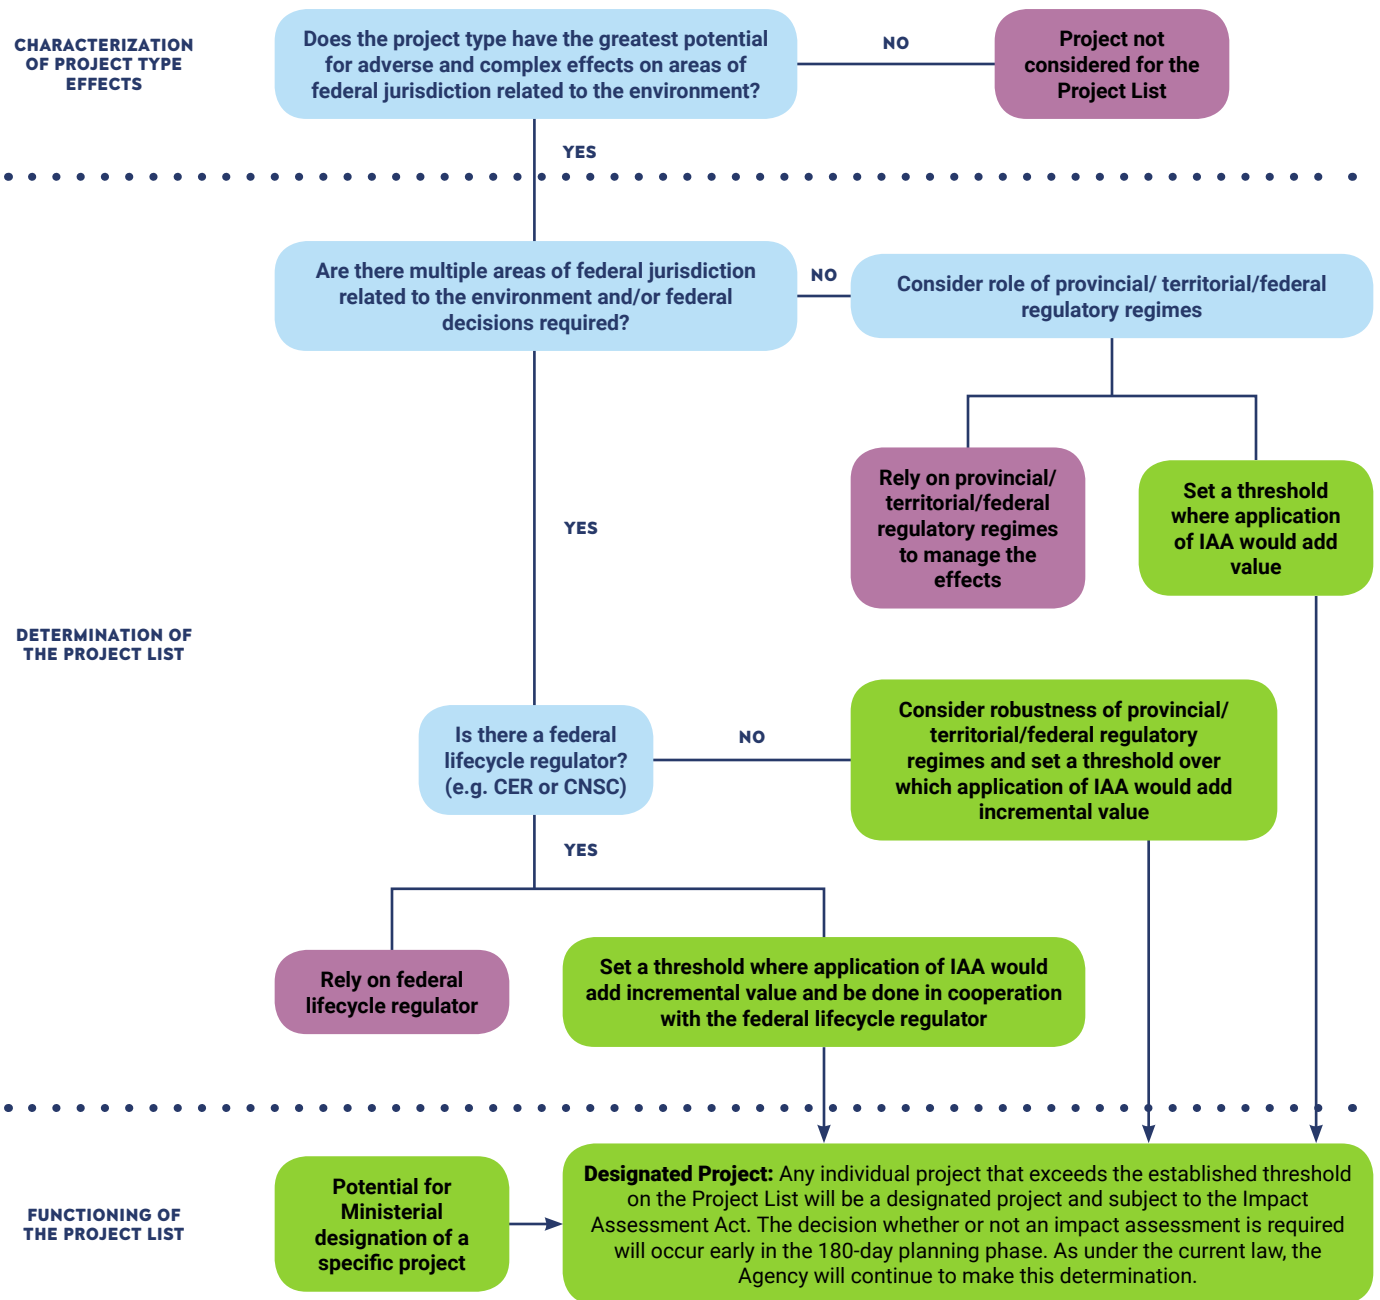 CHARACTERIZATION
OF PROJECT TYPE
EFFECTS
Does the project type have the greatest potential
for adverse and complex effects on areas of
federal jurisdiction related to the environment?
NO
Project not
considered for the
Project List
YES
Are there multiple areas of federal jurisdiction
related to the environment and/or federal
decisions required?
NO
Consider role of provincial/ territorial/federal
regulatory regimes
Rely on provincial/
territorial/federal
regulatory regimes
to manage the
effects
Set a threshold
where application
of IAA would add
value
YES
DETERMINATION OF
THE PROJECT LIST
Is there a federal
lifecycle regulator?
(e.g. CER or CNSC)
NO
Consider robustness of provincial/
territorial/federal regulatory
regimes and set a threshold over
which application of IAA would add
incremental value
YES
Rely on federal
lifecycle regulator
Set a threshold where application of IAA would
add incremental value and be done in cooperation
with the federal lifecycle regulator
FUNCTIONING OF
THE PROJECT LIST
Potential for
Ministerial
designation of a
specific project
Designated Project: Any individual project that exceeds the established threshold
on the Project List will be a designated project and subject to the Impact
Assessment Act. The decision whether or not an impact assessment is required
will occur early in the 180-day planning phase. As under the current law, the
Agency will continue to make this determination.